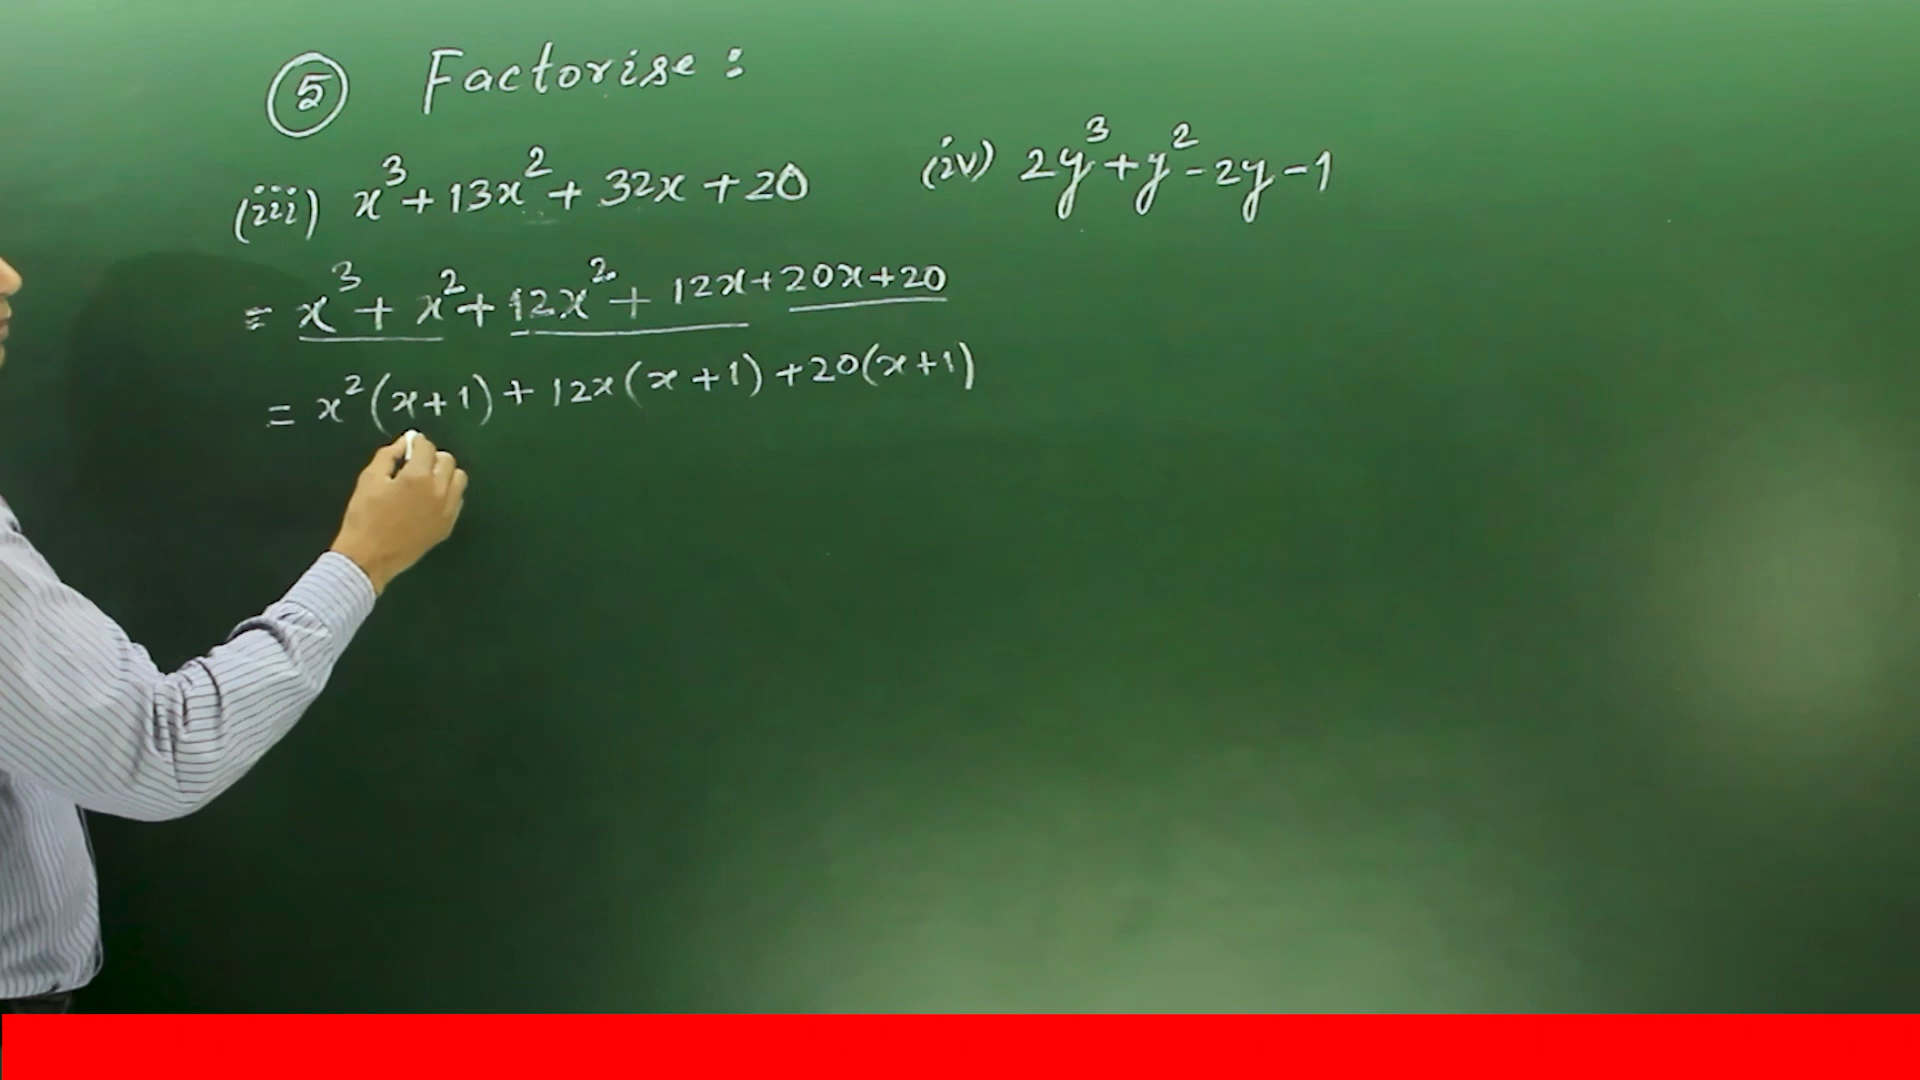 ⑤ Factorise :
(iii) x³ + 13x² + 32x + 20
(iv) 2y³ + y² - 2y - 1
= x³ + x² + 12x² + 12x + 20x + 20
= x² (x + 1) + 12x (x + 1) + 20(x + 1)